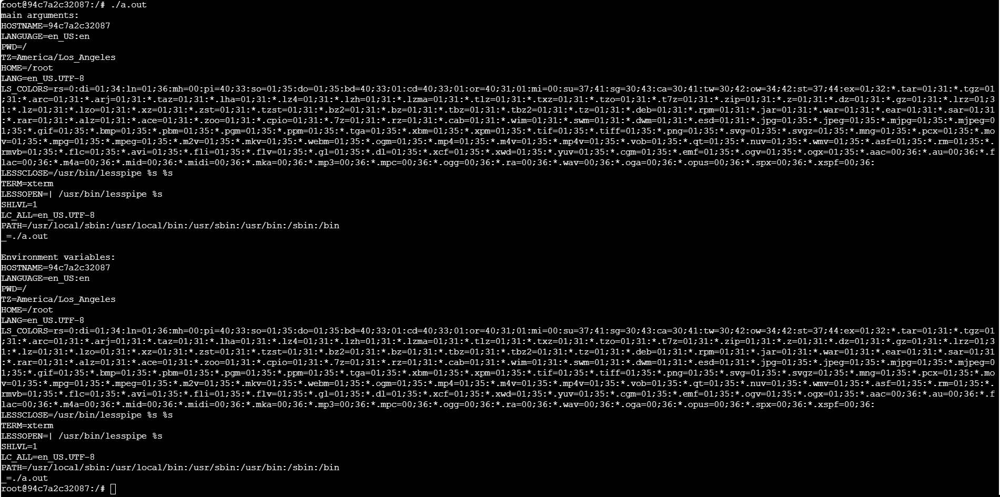 root@94c7a2c32087:/# ./a.out
main arguments:
HOSTNAME=94c7a2c32087
LANGUAGE=en_US:en
PWD=/
TZ=America/Los_Angeles
HOME=/root
LANG=en_US.UTF-8
LS_COLORS=rs=0:di=01;34:ln=01;36:mh=00:pi=40;33:so=01;35:do=01;35:bd=40;33;01:cd=40;33;01:or=40;31;01:mi=00:su=37;41:sg=30;43:ca=30;41:tw=30;42:ow=34;42:st=37;44:ex=01;32:*.tar=01;31:*.tgz=01
;31:*.arc=01;31:*.arj=01;31:*.taz=01;31:*.lha=01;31:*.lz4=01;31:*.lzh=01;31:*.lzma=01;31:*.tlz=01;31:*.txz=01;31:*.tzo=01;31:*.t7z=01;31:*.zip=01;31:*.z=01;31:*.dz=01;31:*.gz=01;31:*.lrz=01;3
1:*.lz=01;31:*.lzo=01;31:*.xz=01;31:*.zst=01;31:*.tzst=01;31:*.bz2=01;31:*.bz=01;31:*.tbz=01;31:*.tbz2=01;31:*.tz=01;31:*.deb=01;31:*.rpm=01;31:*.jar=01;31:*.war=01;31:*.ear=01;31:*.sar=01;31
:*.rar=01;31:*.alz=01;31:*.ace=01;31:*.zoo=01;31:*.cpio=01;31:*.7z=01;31:*.rz=01;31:*.cab=01;31:*.wim=01;31:*.swm=01;31:*.dwm=01;31:*.esd=01;31:*.jpg=01;35:*.jpeg=01;35:*.mjpg=01;35:*.mjpeg=0
1;35:*.gif=01;35:*.bmp=01;35:*.pbm=01;35:*.pgm=01;35:*.ppm=01;35:*.tga=01;35:*.xbm=01;35:*.xpm=01;35:*.tif=01;35:*.tiff=01;35:*.png=01;35:*.svg=01;35:*.svgz=01;35:*.mng=01;35:*.pcx=01;35:*.mo
v=01;35:*.mpg=01;35:*.mpeg=01;35:*.m2v=01;35:*.mkv=01;35:*.webm=01;35:*.ogm=01;35:*.mp4=01;35:*.m4v=01;35:*.mp4v=01;35:*.vob=01;35:*.qt=01;35:*.nuv=01;35:*.wmv=01;35:*.asf=01;35:*.rm=01;35:*.
rmvb=01;35:*.flc=01;35:*.avi=01;35:*.fli=01;35:*.flv=01;35:*.gl=01;35:*.dl=01;35:*.xcf=01;35:*.xwd=01;35:*.yuv=01;35:*.cgm=01;35:*.emf=01;35:*.ogv=01;35:*.ogx=01;35:*.aac=00;36:*.au=00;36:*.f
lac=00;36:*.m4a=00;36:*.mid=00;36:*.midi=00;36:*.mka=00;36:*.mp3=00;36:*.mpc=00;36:*.ogg=00;36:*.ra=00;36:*.wav=00;36:*.oga=00;36:*.opus=00;36:*.spx=00;36:*.xspf=00;36:
LESSCLOSE=/usr/bin/lesspipe %s %s
TERM=xterm
LESSOPEN=| /usr/bin/lesspipe %s
SHLVL=1
LC_ALL=en_US.UTF-8
PATH=/usr/local/sbin:/usr/local/bin:/usr/sbin:/usr/bin:/sbin:/bin
_=./a.out

Environment variables:
HOSTNAME=94c7a2c32087
LANGUAGE=en_US:en
PWD=/
TZ=America/Los_Angeles
HOME=/root
LANG=en_US.UTF-8
LS_COLORS=rs=0:di=01;34:ln=01;36:mh=00:pi=40;33:so=01;35:do=01;35:bd=40;33;01:cd=40;33;01:or=40;31;01:mi=00:su=37;41:sg=30;43:ca=30;41:tw=30;42:ow=34;42:st=37;44:ex=01;32:*.tar=01;31:*.tgz=01
;31:*.arc=01;31:*.arj=01;31:*.taz=01;31:*.lha=01;31:*.lz4=01;31:*.lzh=01;31:*.lzma=01;31:*.tlz=01;31:*.txz=01;31:*.tzo=01;31:*.t7z=01;31:*.zip=01;31:*.z=01;31:*.dz=01;31:*.gz=01;31:*.lrz=01;3
1:*.lz=01;31:*.lzo=01;31:*.xz=01;31:*.zst=01;31:*.tzst=01;31:*.bz2=01;31:*.bz=01;31:*.tbz=01;31:*.tbz2=01;31:*.tz=01;31:*.deb=01;31:*.rpm=01;31:*.jar=01;31:*.war=01;31:*.ear=01;31:*.sar=01;31
:*.rar=01;31:*.alz=01;31:*.ace=01;31:*.zoo=01;31:*.cpio=01;31:*.7z=01;31:*.rz=01;31:*.cab=01;31:*.wim=01;31:*.swm=01;31:*.dwm=01;31:*.esd=01;31:*.jpg=01;35:*.jpeg=01;35:*.mjpg=01;35:*.mjpeg=0
1;35:*.gif=01;35:*.bmp=01;35:*.pbm=01;35:*.pgm=01;35:*.ppm=01;35:*.tga=01;35:*.xbm=01;35:*.xpm=01;35:*.tif=01;35:*.tiff=01;35:*.png=01;35:*.svg=01;35:*.svgz=01;35:*.mng=01;35:*.pcx=01;35:*.mo
v=01;35:*.mpg=01;35:*.mpeg=01;35:*.m2v=01;35:*.mkv=01;35:*.webm=01;35:*.ogm=01;35:*.mp4=01;35:*.m4v=01;35:*.mp4v=01;35:*.vob=01;35:*.qt=01;35:*.nuv=01;35:*.wmv=01;35:*.asf=01;35:*.rm=01;35:*.
rmvb=01;35:*.flc=01;35:*.avi=01;35:*.fli=01;35:*.flv=01;35:*.gl=01;35:*.dl=01;35:*.xcf=01;35:*.xwd=01;35:*.yuv=01;35:*.cgm=01;35:*.emf=01;35:*.ogv=01;35:*.ogx=01;35:*.aac=00;36:*.au=00;36:*.f
lac=00;36:*.m4a=00;36:*.mid=00;36:*.midi=00;36:*.mka=00;36:*.mp3=00;36:*.mpc=00;36:*.ogg=00;36:*.ra=00;36:*.wav=00;36:*.oga=00;36:*.opus=00;36:*.spx=00;36:*.xspf=00;36:
LESSCLOSE=/usr/bin/lesspipe %s %s
TERM=xterm
LESSOPEN=| /usr/bin/lesspipe %s
SHLVL=1
LC_ALL=en_US.UTF-8
PATH=/usr/local/sbin:/usr/local/bin:/usr/sbin:/usr/bin:/sbin:/bin
_=./a.out
root@94c7a2c32087:/#